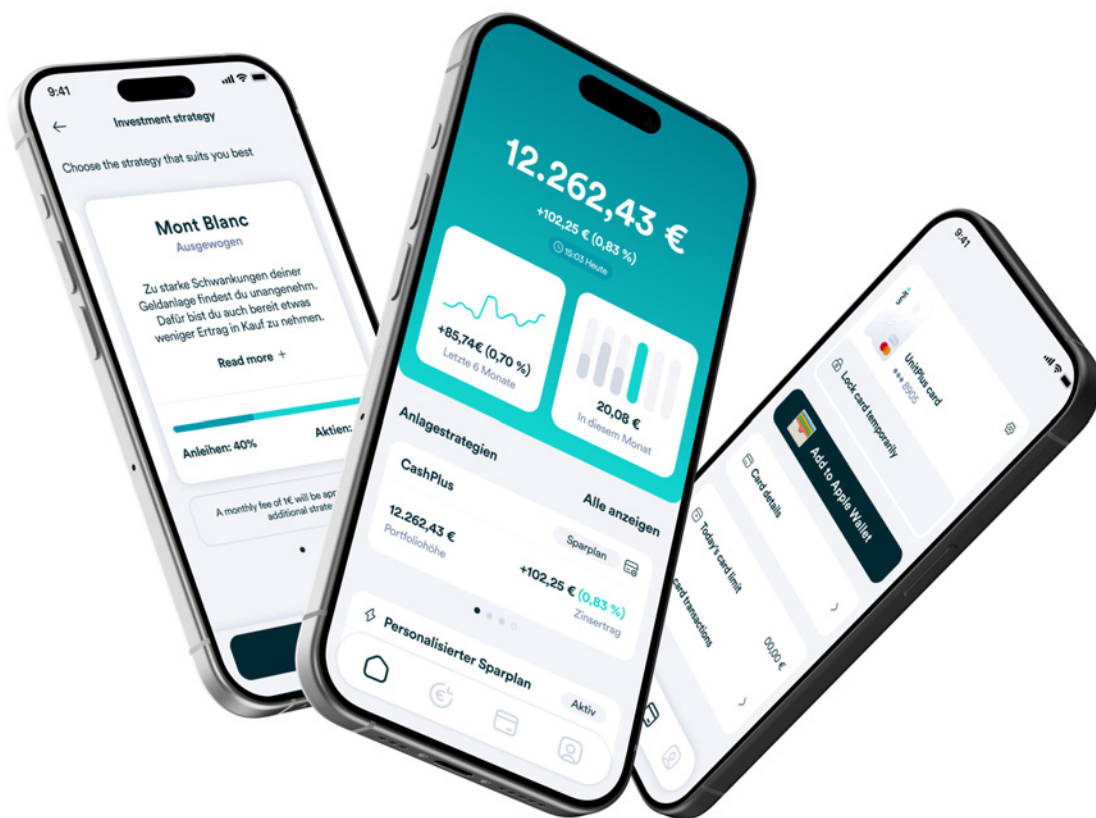 9:41
Investment strategy
Choose the strategy that suits you best
Mont Blanc
Ausgewogen
Zu starke Schwankungen deiner
Geldanlage findest du unangenehm.
Dafür bist du auch bereit etwas
weniger Ertrag in Kauf zu nehmen.
Read more +
Anleihen: 40%
Aktien:
A monthly fee of 1€ will be
additional
12.262,43 €
+102,25 € (0,83 %)
15:03 Heute
+85,74€ (0,70 %)
Letzte 6 Monate
20,08 €
In diesem Monat
Anlagestrategien
Alle anzeigen
CashPlus
Sparplan
12.262,43 €
+102,25 € (0,83 %)
Portfoliohöhe
Zinsertrag
Personalisierter Sparplan
Aktiv
9:41
unit+
UnitPlus card
*** 8905
Lock card temporarily
Add to Apple Wallet
Card details
Today's card limit
00,00 €
card transactions